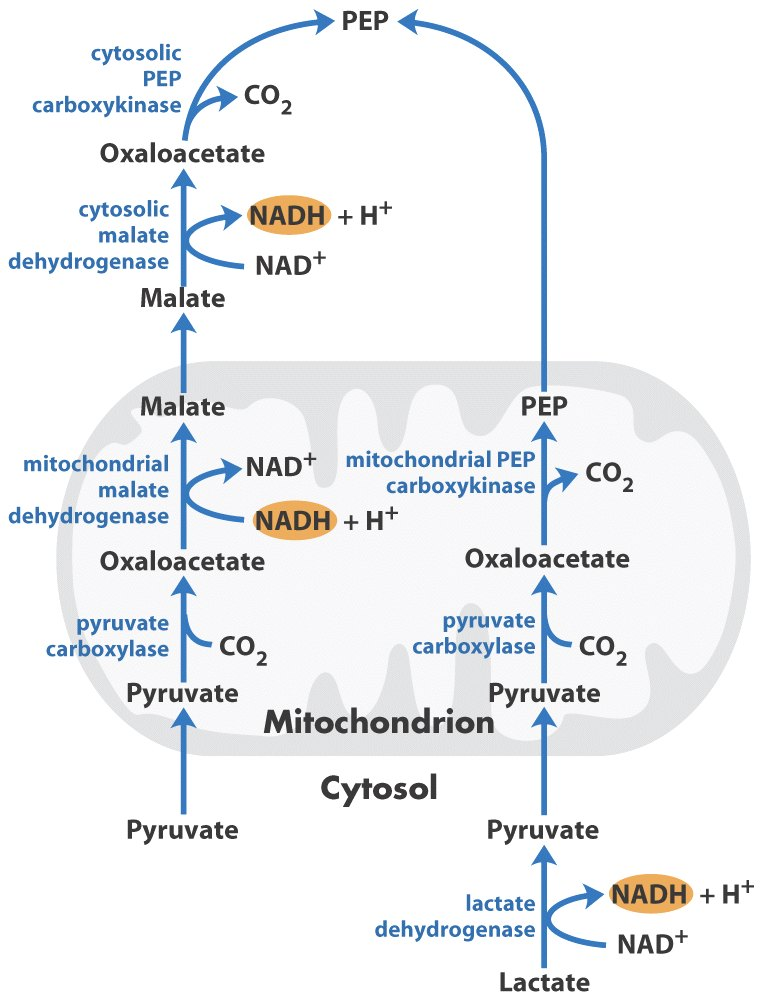 PEP
cytosolic
PEP
carboxykinase
CO₂
Oxaloacetate
cytosolic
malate
dehydrogenase
NADH + H⁺
NAD⁺
Malate
Malate
PEP
mitochondrial
malate
dehydrogenase
NAD⁺
NADH + H⁺
mitochondrial PEP
carboxykinase
CO₂
Oxaloacetate
Oxaloacetate
pyruvate
carboxylase
CO₂
pyruvate
carboxylase
CO₂
Pyruvate
Pyruvate
Mitochondrion
Cytosol
Pyruvate
Pyruvate
lactate
dehydrogenase
NADH + H⁺
NAD⁺
Lactate